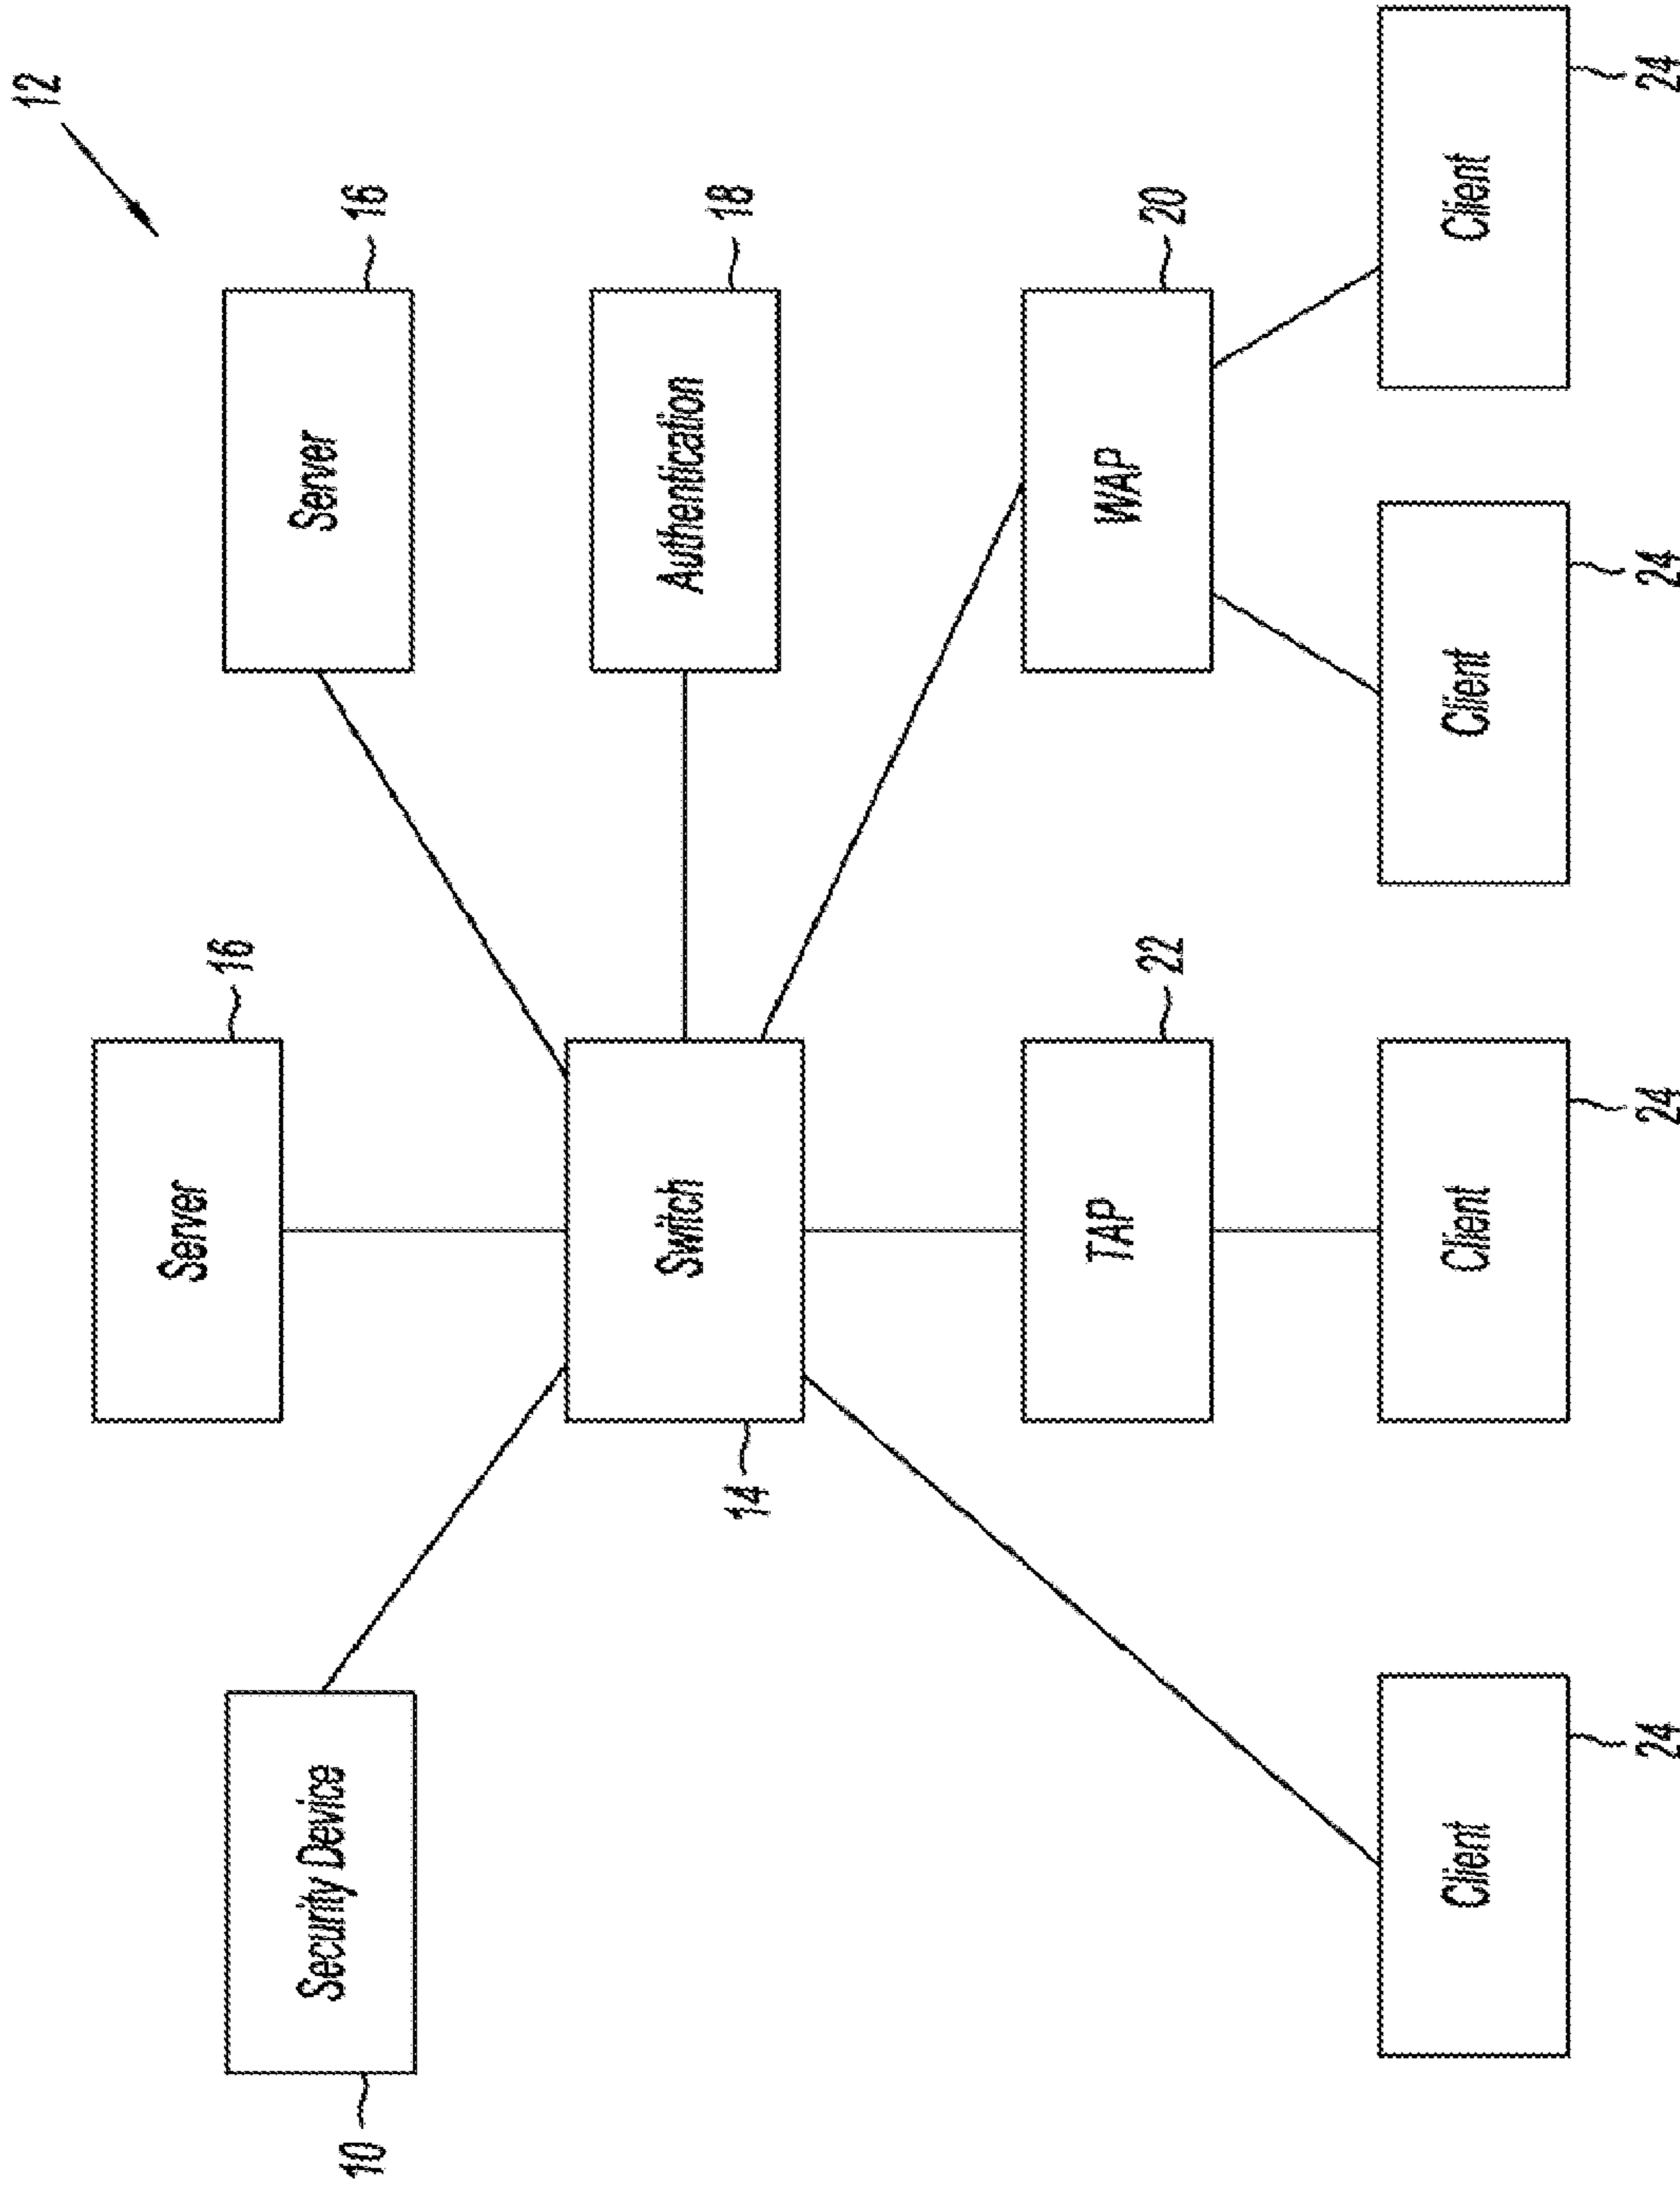 12
Server
16
10
Security Device
Server
16
14
Switch
Authentication
18
TAP
22
WAP
20
Client
24
Client
24
Client
24
Client
24